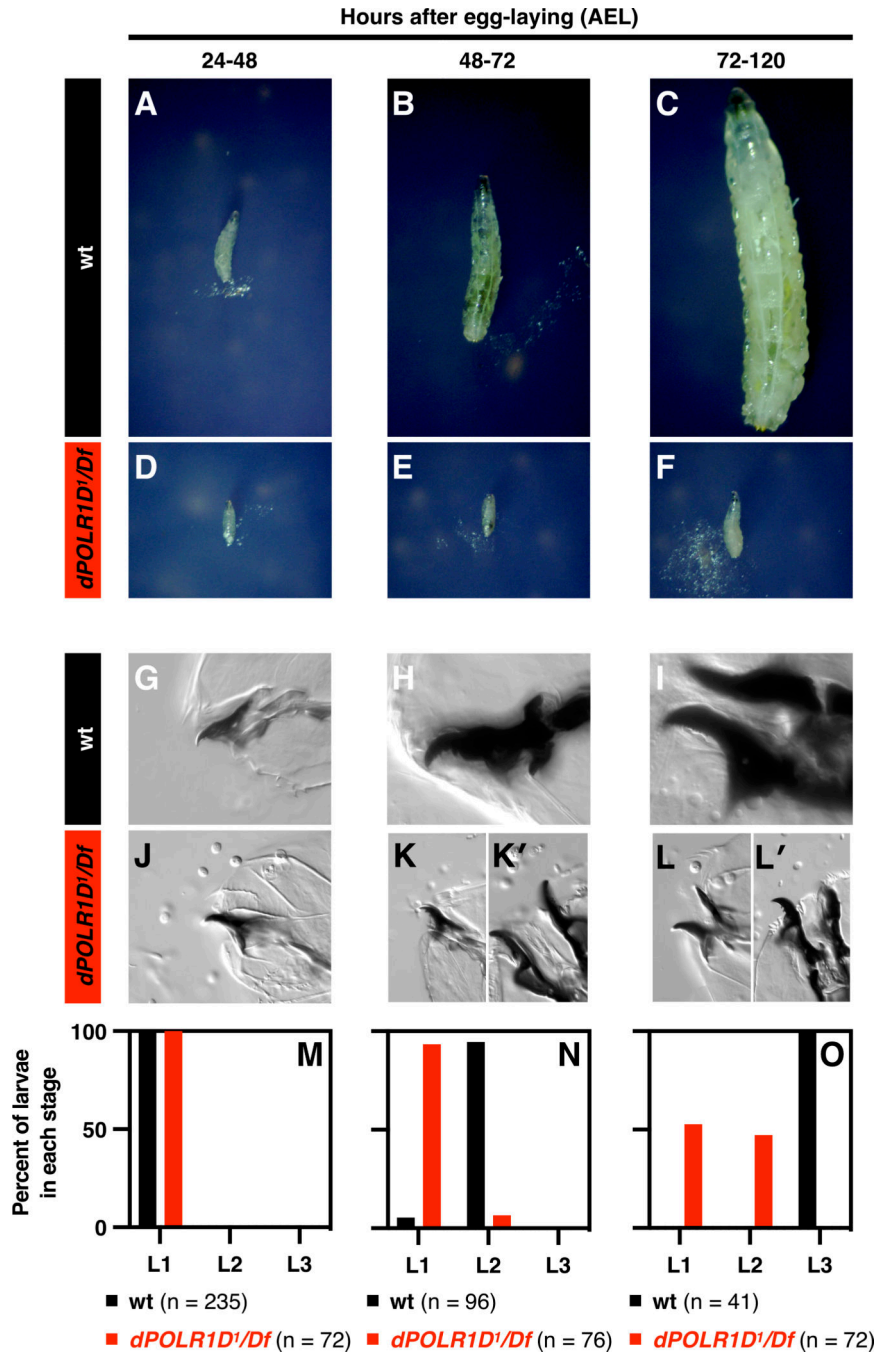 Hours after egg-laying (AEL)
24-48
48-72
72-120
wt
A
B
C
dPOLR1D¹/Df
D
E
F
wt
G
H
I
dPOLR1D¹/Df
J
K
K′
L
L′
Percent of larvae
in each stage
100
50
0
M
N
O
L1 L2 L3
L1 L2 L3
L1 L2 L3
wt (n = 235)
wt (n = 96)
wt (n = 41)
dPOLR1D¹/Df (n = 72)
dPOLR1D¹/Df (n = 76)
dPOLR1D¹/Df (n = 72)